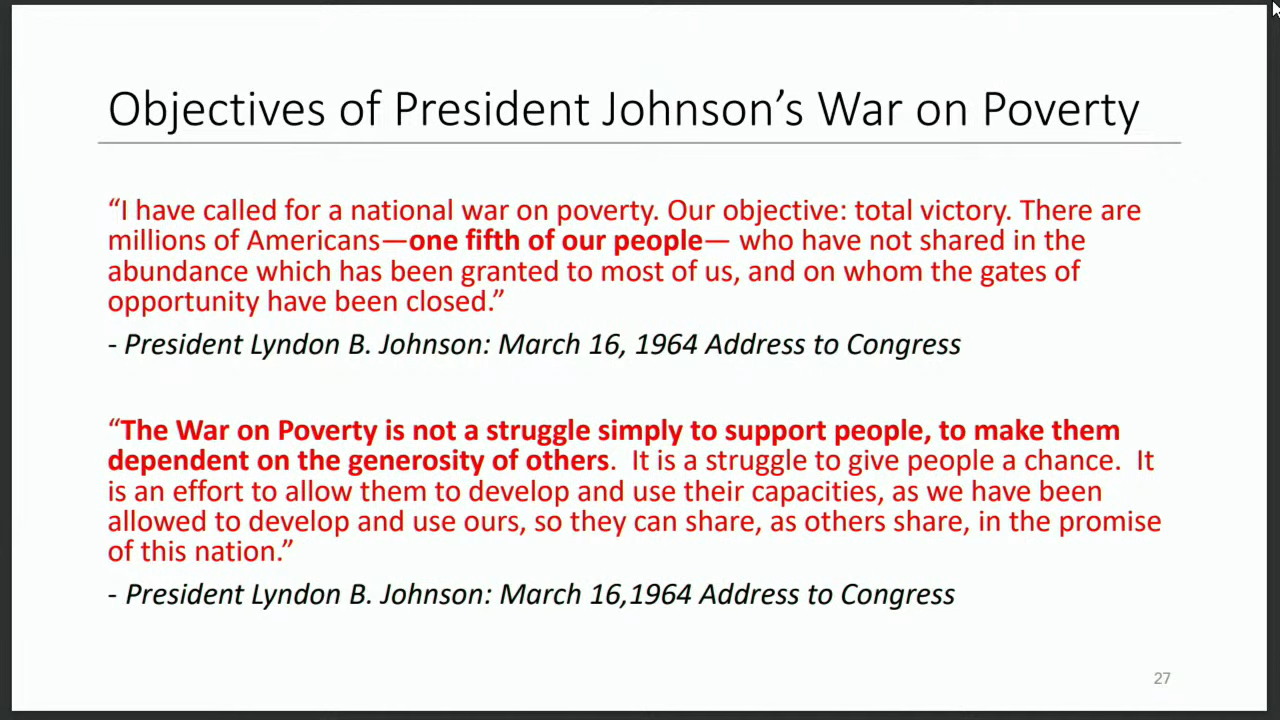 Objectives of President Johnson’s War on Poverty
“I have called for a national war on poverty. Our objective: total victory. There are
millions of Americans—one fifth of our people— who have not shared in the
abundance which has been granted to most of us, and on whom the gates of
opportunity have been closed.”
- President Lyndon B. Johnson: March 16, 1964 Address to Congress
“The War on Poverty is not a struggle simply to support people, to make them
dependent on the generosity of others.  It is a struggle to give people a chance.  It
is an effort to allow them to develop and use their capacities, as we have been
allowed to develop and use ours, so they can share, as others share, in the promise
of this nation.”
- President Lyndon B. Johnson: March 16,1964 Address to Congress
27